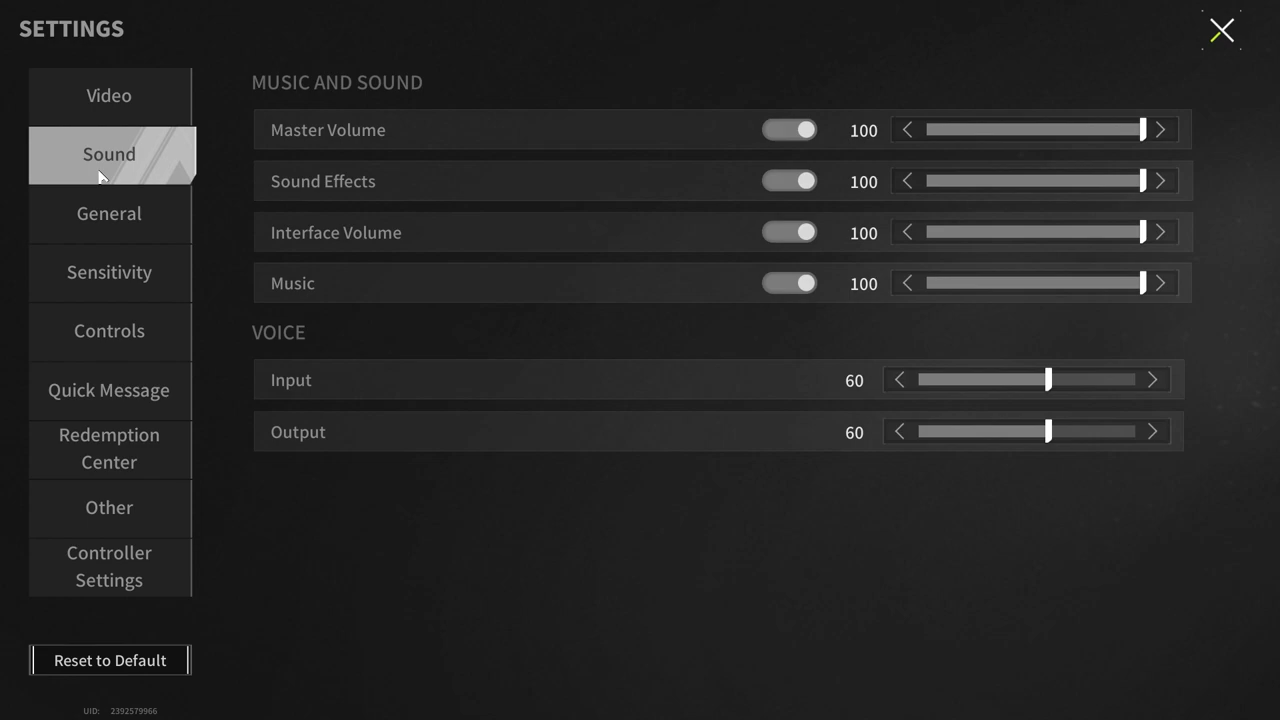 SETTINGS
Video
Sound
General
Sensitivity
Controls
Quick Message
Redemption
Center
Other
Controller
Settings
Reset to Default
UID: 2392579966
MUSIC AND SOUND
Master Volume 100
Sound Effects 100
Interface Volume 100
Music 100
VOICE
Input 60
Output 60